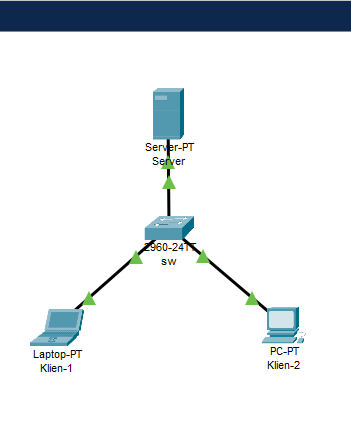 Server-PT
Server
2960-24TT
sw
Laptop-PT
Klien-1
PC-PT
Klien-2